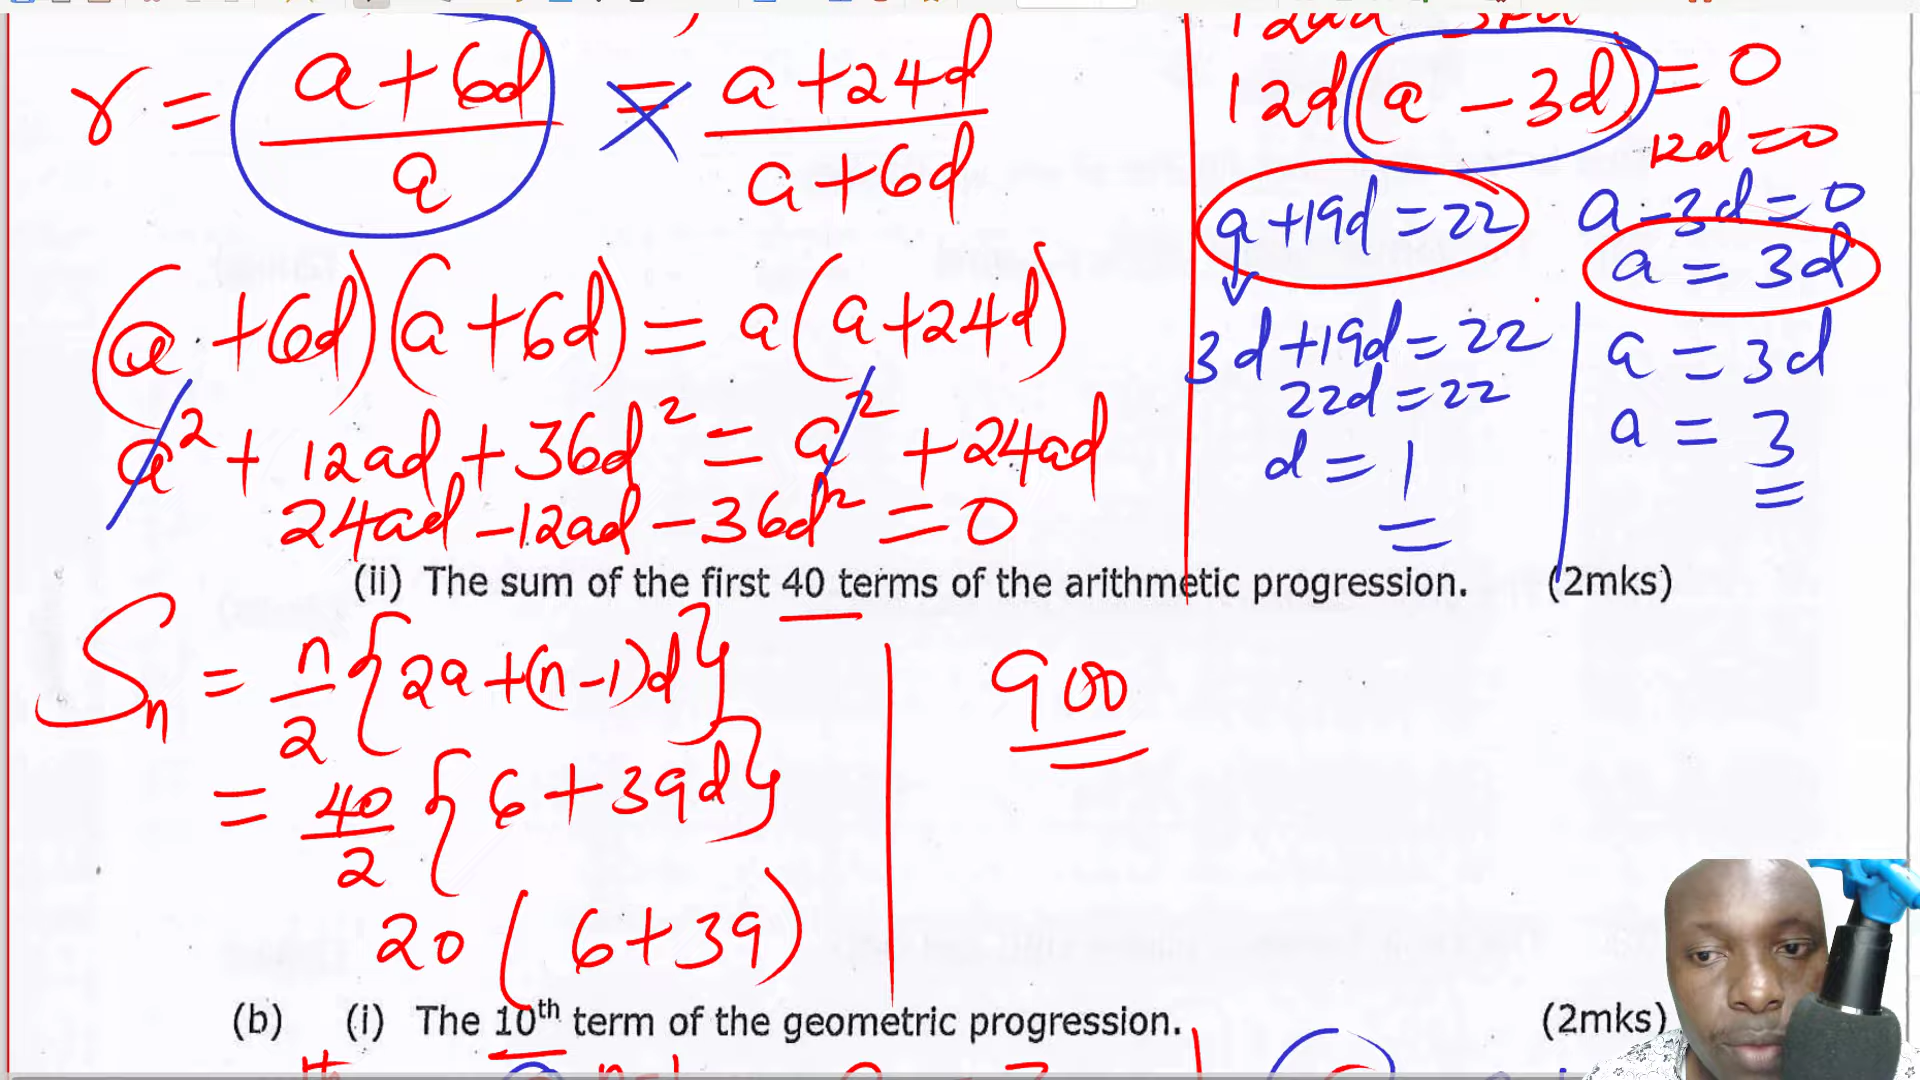 r = (a + 6d)/a = (a + 24d)/(a + 6d)
(a + 6d)(a + 6d) = a(a + 24d)
a² + 12ad + 36d² = a² + 24ad
24ad - 12ad - 36d² = 0
12d(a - 3d) = 0
12d = 0
a + 19d = 22
a - 3d = 0
a = 3d
3d + 19d = 22
22d = 22
d = 1
a = 3d
a = 3
(ii) The sum of the first 40 terms of the arithmetic progression. (2mks)
Sn = n/2 {2a + (n - 1)d}
= 40/2 {6 + 39d}
20 (6 + 39)
900
(b) (i) The 10th term of the geometric progression. (2mks)